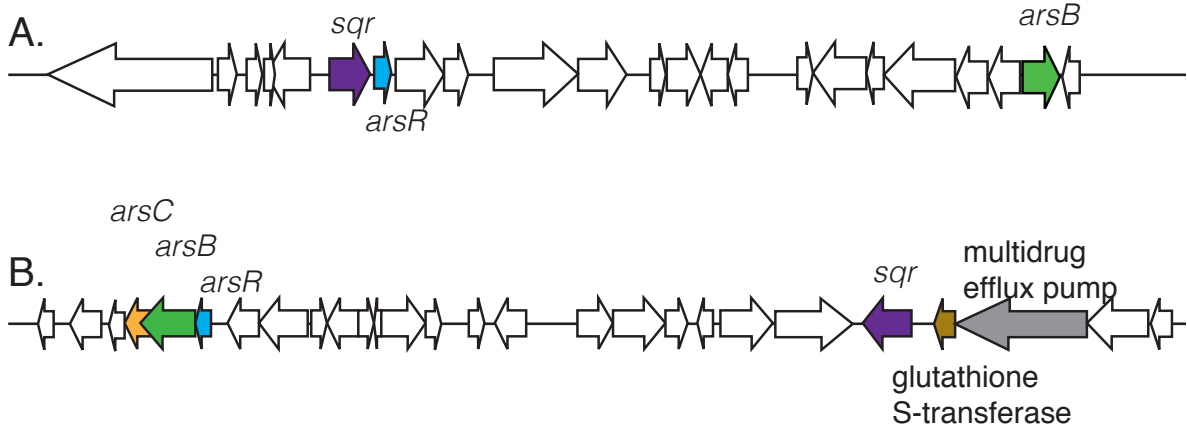 A.
sqr
arsR
arsB
B.
arsC
arsB
arsR
sqr
multidrug
efflux pump
glutathione
S-transferase